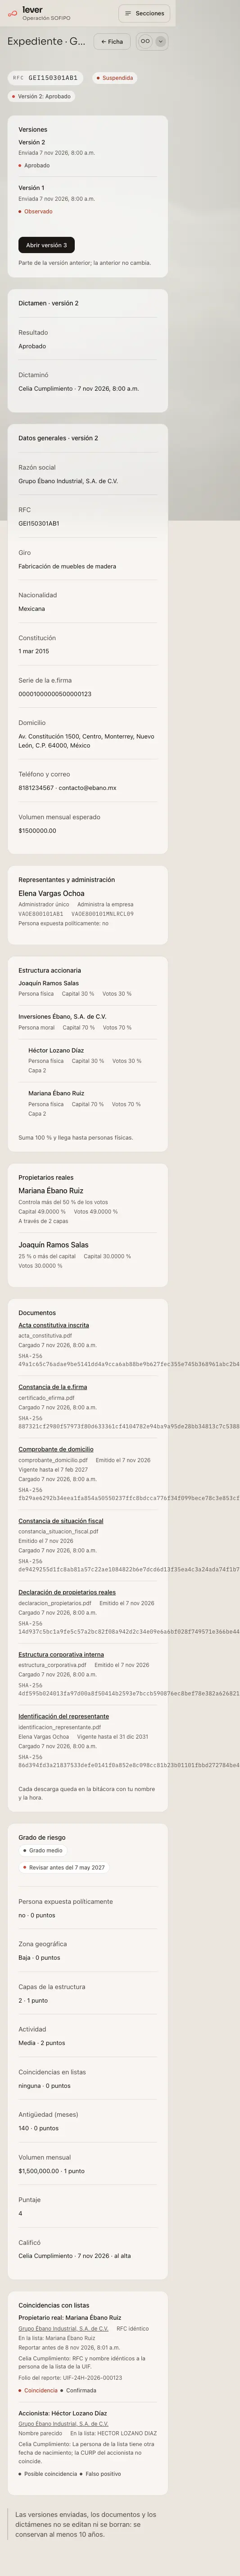 lever
Operación SOFIPO
Secciones
Expediente · G...
← Ficha
RFC GEI150301AB1
Suspendida
Versión 2: Aprobado
Versiones
Versión 2
Enviada 7 nov 2026, 8:00 a.m.
Aprobado
Versión 1
Enviada 7 nov 2026, 8:00 a.m.
Observado
Abrir versión 3
Parte de la versión anterior; la anterior no cambia.
Dictamen · versión 2
Resultado
Aprobado
Dictaminó
Celia Cumplimiento · 7 nov 2026, 8:00 a.m.
Datos generales · versión 2
Razón social
Grupo Ébano Industrial, S.A. de C.V.
RFC
GEI150301AB1
Giro
Fabricación de muebles de madera
Nacionalidad
Mexicana
Constitución
1 mar 2015
Serie de la e.firma
00001000000500000123
Domicilio
Av. Constitución 1500, Centro, Monterrey, Nuevo
León, C.P. 64000, México
Teléfono y correo
8181234567 · contacto@ebano.mx
Volumen mensual esperado
$1500000.00
Representantes y administración
Elena Vargas Ochoa
Administrador único Administra la empresa
VAOE800101AB1 VAOE800101MNLRCL09
Persona expuesta políticamente: no
Estructura accionaria
Joaquín Ramos Salas
Persona física Capital 30 % Votos 30 %
Inversiones Ébano, S.A. de C.V.
Persona moral Capital 70 % Votos 70 %
Héctor Lozano Díaz
Persona física Capital 30 % Votos 30 %
Capa 2
Mariana Ébano Ruiz
Persona física Capital 70 % Votos 70 %
Capa 2
Suma 100 % y llega hasta personas físicas.
Propietarios reales
Mariana Ébano Ruiz
Controla más del 50 % de los votos
Capital 49.0000 % Votos 49.0000 %
A través de 2 capas
Joaquín Ramos Salas
25 % o más del capital Capital 30.0000 %
Votos 30.0000 %
Documentos
Acta constitutiva inscrita
acta_constitutiva.pdf
Cargado 7 nov 2026, 8:00 a.m.
SHA-256
Constancia de la e.firma
certificado_efirma.pdf
Cargado 7 nov 2026, 8:00 a.m.
SHA-256
Comprobante de domicilio
comprobante_domicilio.pdf Emitido el 7 nov 2026
Vigente hasta el 7 feb 2027
Cargado 7 nov 2026, 8:00 a.m.
SHA-256
Constancia de situación fiscal
constancia_situacion_fiscal.pdf
Emitido el 7 nov 2026
Cargado 7 nov 2026, 8:00 a.m.
SHA-256
Declaración de propietarios reales
declaracion_propietarios.pdf Emitido el 7 nov 2026
Cargado 7 nov 2026, 8:00 a.m.
SHA-256
Estructura corporativa interna
estructura_corporativa.pdf Emitido el 7 nov 2026
Cargado 7 nov 2026, 8:00 a.m.
SHA-256
Identificación del representante
identificacion_representante.pdf
Elena Vargas Ochoa Vigente hasta el 31 dic 2031
Cargado 7 nov 2026, 8:00 a.m.
SHA-256
Cada descarga queda en la bitácora con tu nombre
y la hora.
Grado de riesgo
Grado medio
Revisar antes del 7 may 2027
Persona expuesta políticamente
no · 0 puntos
Zona geográfica
Baja · 0 puntos
Capas de la estructura
2 · 1 punto
Actividad
Media · 2 puntos
Coincidencias en listas
ninguna · 0 puntos
Antigüedad (meses)
140 · 0 puntos
Volumen mensual
$1,500,000.00 · 1 punto
Puntaje
4
Calificó
Celia Cumplimiento · 7 nov 2026 · al alta
Coincidencias con listas
Propietario real: Mariana Ébano Ruiz
Grupo Ébano Industrial, S.A. de C.V. RFC idéntico
En la lista: Mariana Ébano Ruiz
Reportar antes de 8 nov 2026, 8:01 a.m.
Celia Cumplimiento: RFC y nombre idénticos a la
persona de la lista de la UIF.
Folio del reporte: UIF-24H-2026-000123
Coincidencia Confirmada
Accionista: Héctor Lozano Díaz
Grupo Ébano Industrial, S.A. de C.V.
Nombre parecido En la lista: HECTOR LOZANO DIAZ
Celia Cumplimiento: La persona de la lista tiene otra
fecha de nacimiento; la CURP del accionista no
coincide.
Posible coincidencia Falso positivo
Las versiones enviadas, los documentos y los
dictámenes no se editan ni se borran: se
conservan al menos 10 años.